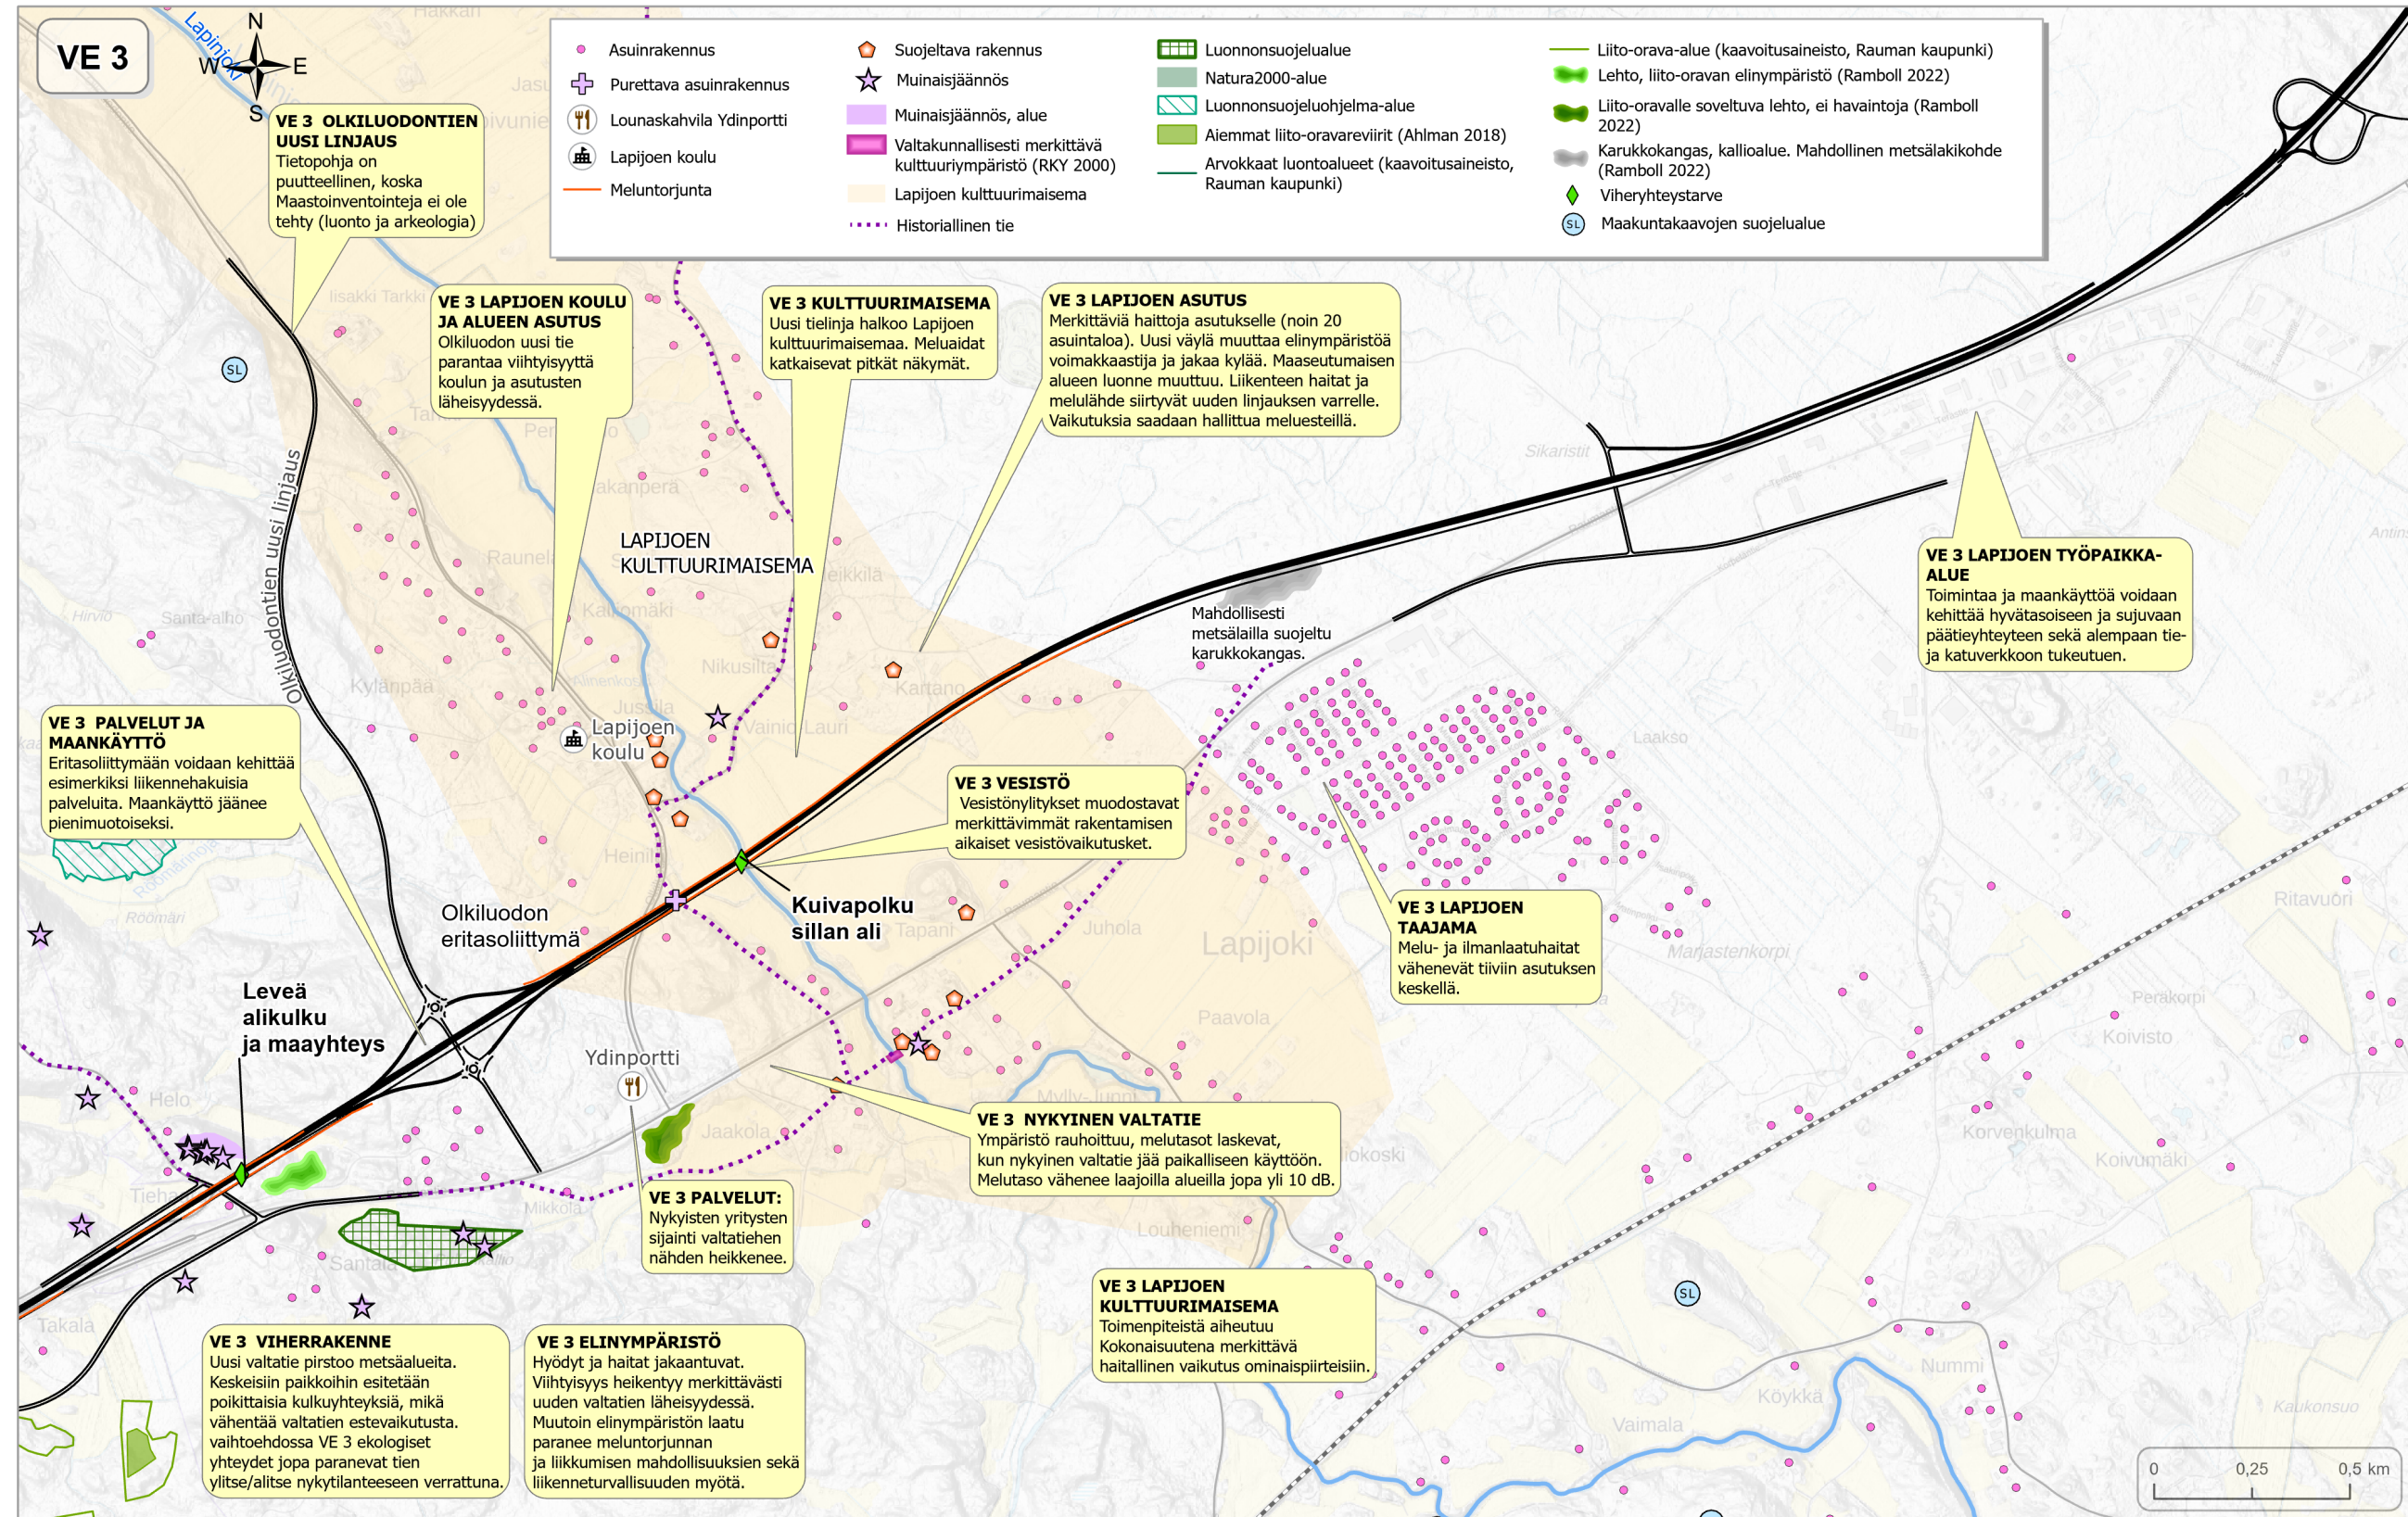 VE 3
Lapinjoki
N
W
E
S
Asuinrakennus
Purettava asuinrakennus
Lounaskahvila Ydinportti
Lapijoen koulu
Meluntorjunta
Suojeltava rakennus
Muinaisjäännös
Muinaisjäännös, alue
Valtakunnallisesti merkittävä
kulttuuriympäristö (RKY 2000)
Lapijoen kulttuurimaisema
Historiallinen tie
Luonnonsuojelualue
Natura2000-alue
Luonnonsuojeluohjelma-alue
Aiemmat liito-oravareviirit (Ahlman 2018)
Arvokkaat luontoalueet (kaavoitusaineisto,
Rauman kaupunki)
Liito-orava-alue (kaavoitusaineisto, Rauman kaupunki)
Lehto, liito-oravan elinympäristö (Ramboll 2022)
Liito-oravalle soveltuva lehto, ei havaintoja (Ramboll
2022)
Karukkokangas, kallioalue. Mahdollinen metsälakikohde
(Ramboll 2022)
Viheryhteystarve
SL
Maakuntakaavojen suojelualue
VE 3 OLKILUODONTIEN
UUSI LINJAUS
Tietopohja on
puutteellinen, koska
Maastoinventointeja ei ole
tehty (luonto ja arkeologia)
Iisakki Tarkki
VE 3 LAPIJOEN KOULU
JA ALUEEN ASUTUS
Olkiluodon uusi tie
parantaa viihtyisyyttä
koulun ja asutusten
läheisyydessä.
VE 3 KULTTUURIMAISEMA
Uusi tielinja halkoo Lapijoen
kulttuurimaisemaa. Meluaidat
katkaisevat pitkät näkymät.
VE 3 LAPIJOEN ASUTUS
Merkittäviä haittoja asutukselle (noin 20
asuintaloa). Uusi väylä muuttaa elinympäristöä
voimakkaastija ja jakaa kylää. Maaseutumaisen
alueen luonne muuttuu. Liikenteen haitat ja
melulähde siirtyvät uuden linjauksen varrelle.
Vaikutuksia saadaan hallittua meluesteillä.
SL
Sikaristit
Olkiluodontien uusi linjaus
LAPIJOEN
KULTTUURIMAISEMA
Kalliomäki
Hirviö
Santa-alho
Mahdollisesti
metsälailla suojeltu
karukkokangas.
VE 3 LAPIJOEN TYÖPAIKKA-
ALUE
Toimintaa ja maankäyttöä voidaan
kehittää hyvätasoiseen ja sujuvaan
päätieyhteyteen sekä alempaan tie-
ja katuverkkoon tukeutuen.
Kylänpää
Nikusilta
Kartano
Jussila
Vainio-Lauri
Lapijoen
koulu
Laakso
VE 3 PALVELUT JA
MAANKÄYTTÖ
Eritasoliittymään voidaan kehittää
esimerkiksi liikennehakuisia
palveluita. Maankäyttö jäänee
pienimuotoiseksi.
VE 3 VESISTÖ
Vesistönylitykset muodostavat
merkittävimmät rakentamisen
aikaiset vesistövaikutusket.
Röömäri
Olkiluodon
eritasoliittymä
Kuivapolku
sillan ali
Tapani
Juhola
Lapijoki
VE 3 LAPIJOEN
TAAJAMA
Melu- ja ilmanlaatuhaitat
vähenevät tiiviin asutuksen
keskellä.
Marjastenkorpi
Ritavuori
Leveä
alikulku
ja maayhteys
Paavola
Peräkorpi
Koivisto
Ydinportti
Helo
Jaakola
Mylly-Junni
VE 3 NYKYINEN VALTATIE
Ympäristö rauhoittuu, melutasot laskevat,
kun nykyinen valtatie jää paikalliseen käyttöön.
Melutaso vähenee laajoilla alueilla jopa yli 10 dB.
Korvenkulma
Koivumäki
Mikkola
VE 3 PALVELUT:
Nykyisten yritysten
sijainti valtatiehen
nähden heikkenee.
Louheniemi
Santala
Takala
VE 3 LAPIJOEN
KULTTUURIMAISEMA
Toimenpiteistä aiheutuu
Kokonaisuutena merkittävä
haitallinen vaikutus ominaispiirteisiin.
SL
VE 3 VIHERRAKENNE
Uusi valtatie pirstoo metsäalueita.
Keskeisiin paikkoihin esitetään
poikittaisia kulkuyhteyksiä, mikä
vähentää valtatien estevaikutusta.
vaihtoehdossa VE 3 ekologiset
yhteydet jopa paranevat tien
ylitse/alitse nykytilanteeseen verrattuna.
VE 3 ELINYMPÄRISTÖ
Hyödyt ja haitat jakaantuvat.
Viihtyisyys heikentyy merkittävästi
uuden valtatien läheisyydessä.
Muutoin elinympäristön laatu
paranee meluntorjunnan
ja liikkumisen mahdollisuuksien sekä
liikenneturvallisuuden myötä.
Nummi
Köykkä
Vaimala
Kaukonsuo
0 0,25 0,5 km